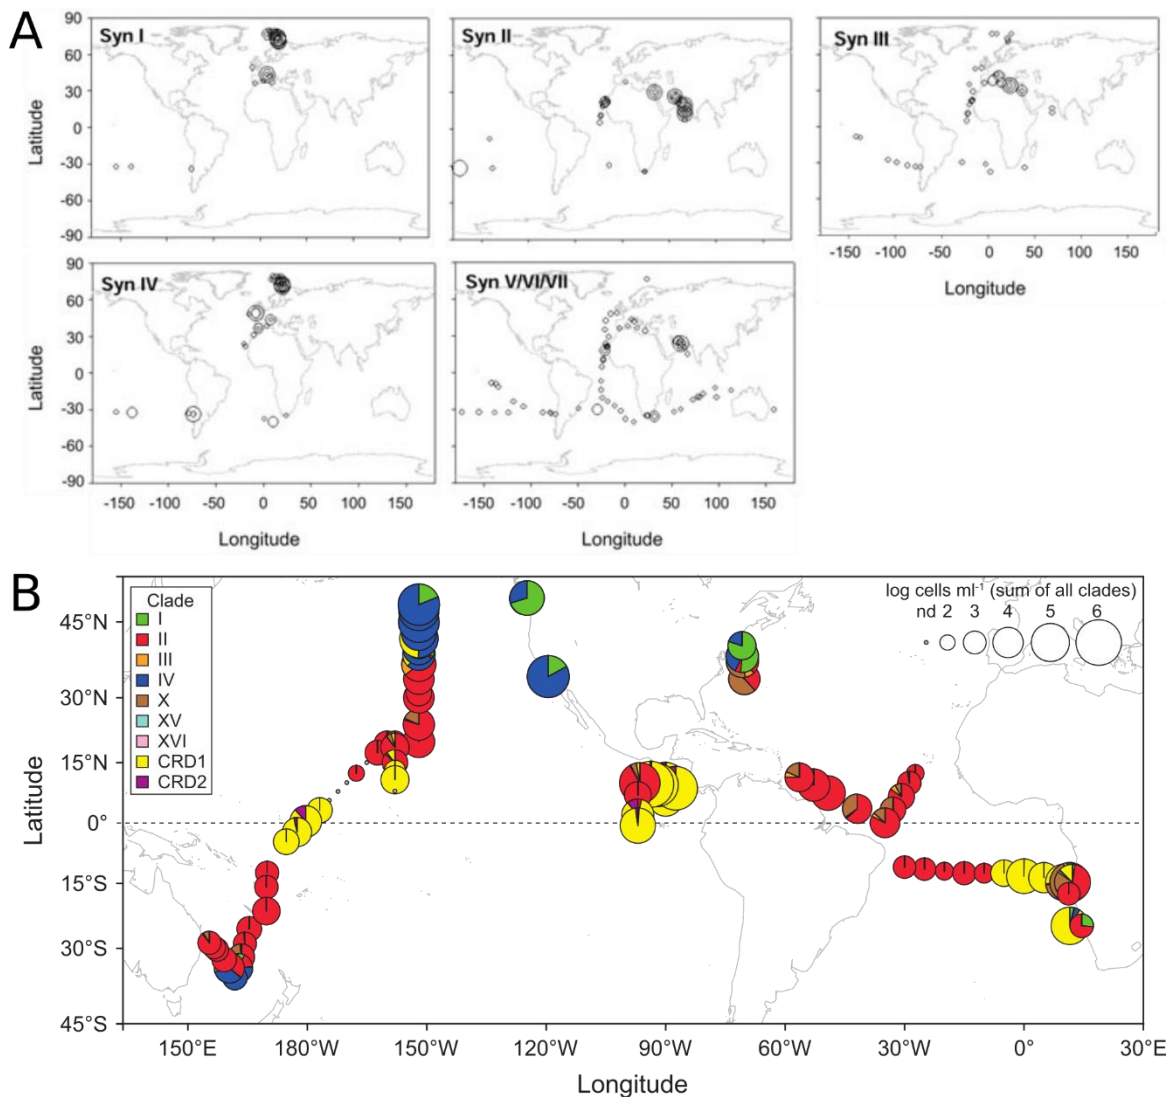 A
Syn I
Syn II
Syn III
90
60
30
0
-30
-60
-90
Latitude
-150 -100 -50 0 50 100 150
Longitude
Syn IV
Syn V/VI/VII
90
60
30
0
-30
-60
-90
Latitude
-150 -100 -50 0 50 100 150
-150 -100 -50 0 50 100 150
Longitude
Longitude
B
Clade
I
II
III
IV
X
XV
XVI
CRD1
CRD2
log cells ml-1 (sum of all clades)
nd 2 3 4 5 6
45°N
30°N
15°N
0°
15°S
30°S
45°S
Latitude
150°E 180°W 150°W 120°W 90°W 60°W 30°W 0° 30°E
Longitude